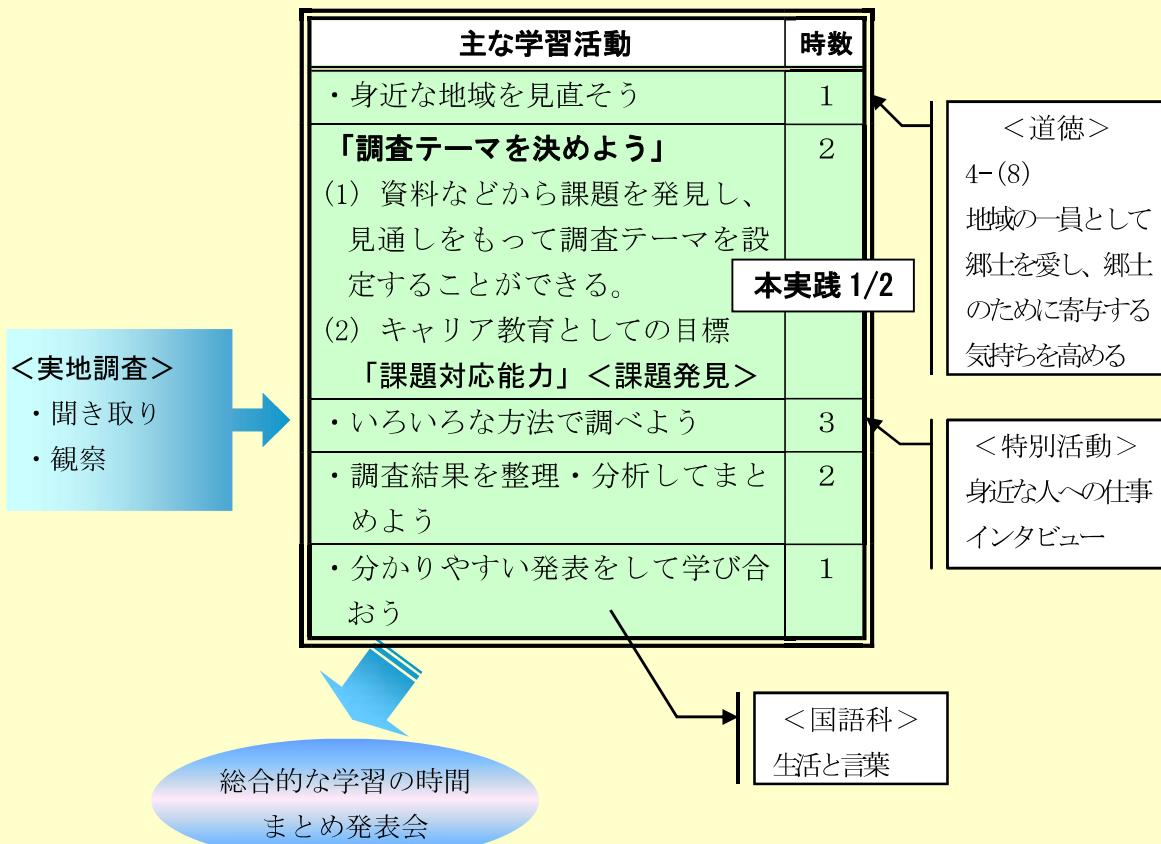 主な学習活動 時数
・身近な地域を見直そう 1
「調査テーマを決めよう」 2
(1) 資料などから課題を発見し、
見通しをもって調査テーマを設
定することができる。
本実践 1/2
(2) キャリア教育としての目標
「課題対応能力」＜課題発見＞
・いろいろな方法で調べよう 3
・調査結果を整理・分析してまと 2
めよう
・分かりやすい発表をして学び合 1
おう
＜実地調査＞
・聞き取り
・観察
＜道徳＞
4-(8)
地域の一員として
郷土を愛し、郷土
のために寄与する
気持ちを高める
＜特別活動＞
身近な人への仕事
インタビュー
＜国語科＞
生活と言葉
総合的な学習の時間
まとめ発表会